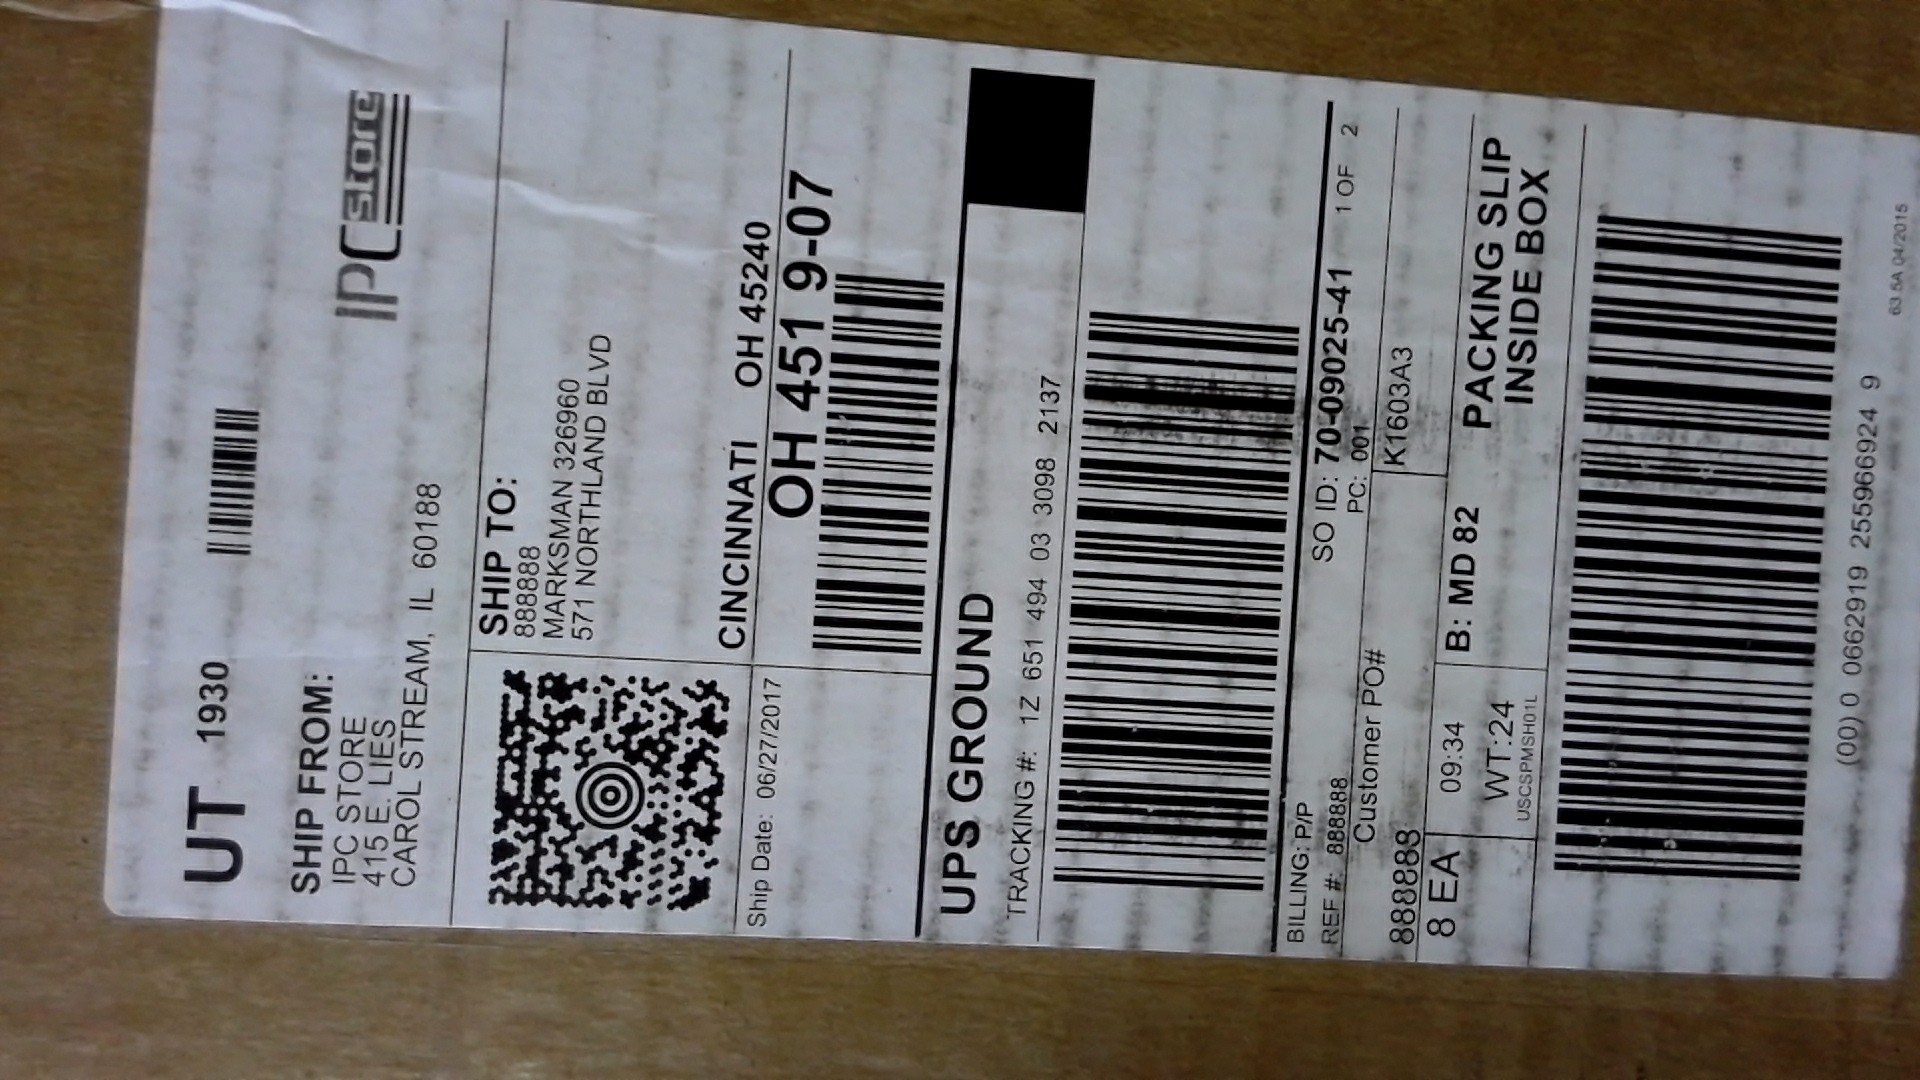 UT 1930
IPC store
SHIP FROM:
IPC STORE
415 E. LIES
CAROL STREAM, IL 60188
SHIP TO:
888888
MARKSMAN 326960
571 NORTHLAND BLVD
CINCINNATI OH 45240
Ship Date: 06/27/2017
OH 451 9-07
UPS GROUND
TRACKING #: 1Z 651 494 03 3098 2137
BILLING: P/P
REF #: 888888
SO ID: 70-09025-41 1 OF 2
PC: 001
Customer PO#
888888
K1603A3
8 EA 09:34 B: MD 82
WT:24
USCSPMSH01L
PACKING SLIP
INSIDE BOX
(00) 0 0662919 255966924 9
63.5A 04/2015